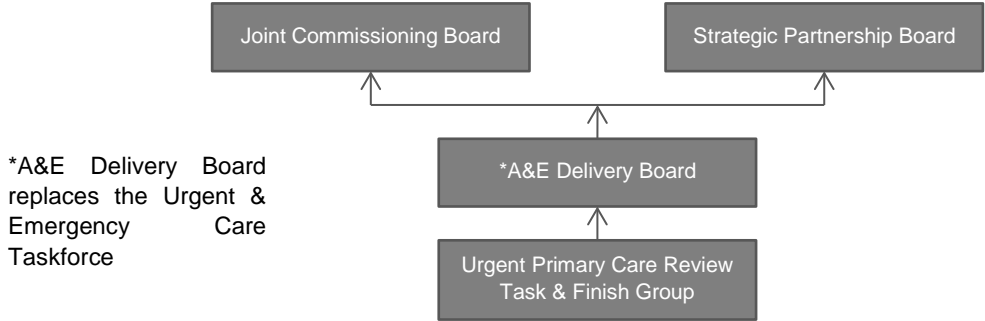 Joint Commissioning Board
Strategic Partnership Board
*A&E Delivery Board
replaces the Urgent &
Emergency Care
Taskforce
*A&E Delivery Board
Urgent Primary Care Review
Task & Finish Group